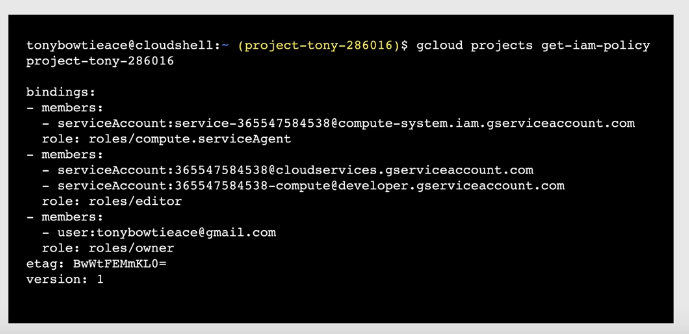 tonybowtieace@cloudshell:~ (project-tony-286016)$ gcloud projects get-iam-policy
project-tony-286016
bindings:
- members:
- serviceAccount:service-365547584538@compute-system.iam.gserviceaccount.com
role: roles/compute.serviceAgent
- members:
- serviceAccount:365547584538@cloudservices.gserviceaccount.com
- serviceAccount:365547584538-compute@developer.gserviceaccount.com
role: roles/editor
- members:
- user:tonybowtieace@gmail.com
role: roles/owner
etag: BwWtFEMmKL0=
version: 1